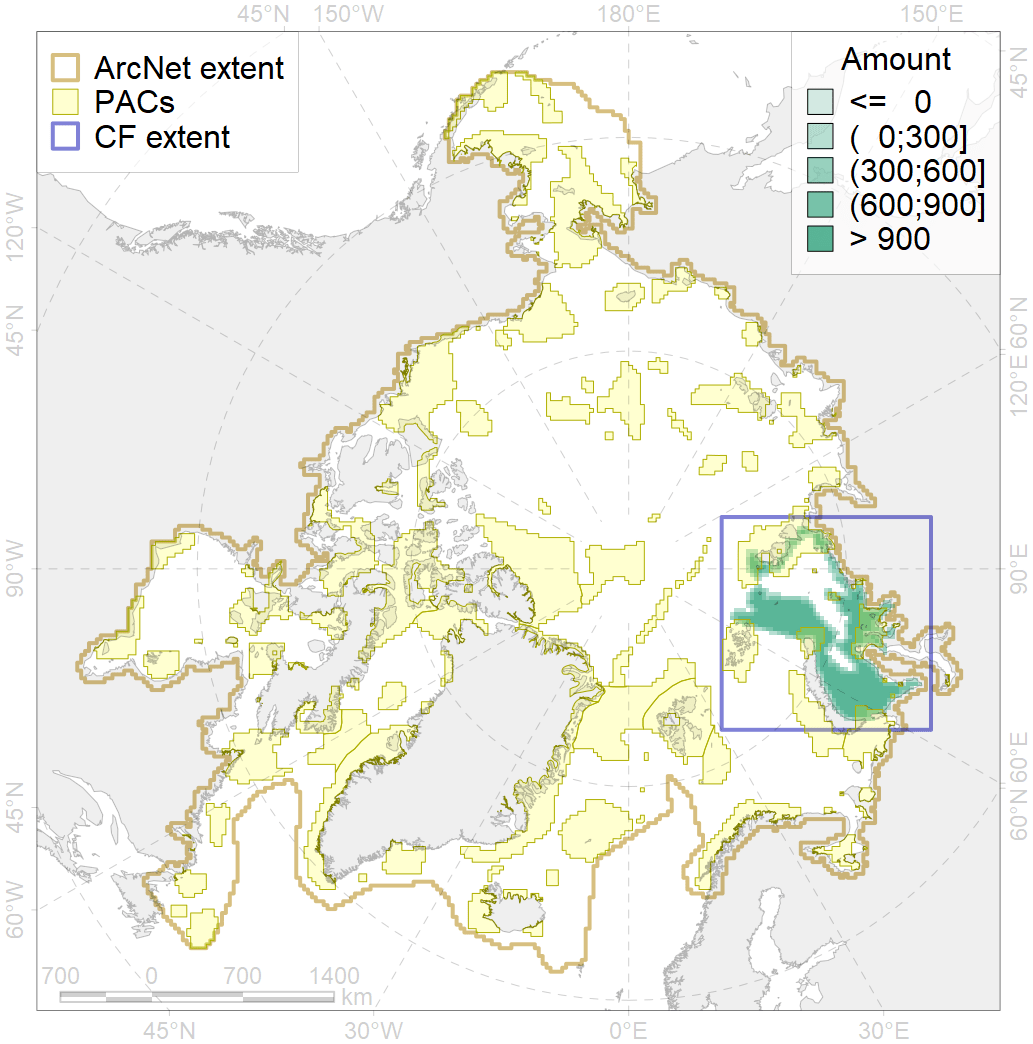 45°N 150°W 180°E 150°E
ArcNet extent
PACs
CF extent
Amount
<= 0
( 0;300]
(300;600]
(600;900]
> 900
45°N
120°W
60°N
45°N
120°E
90°W
90°E
45°N
60°N
60°E
60°W
700 0 700 1400
km
45°N 30°W 0°E 30°E